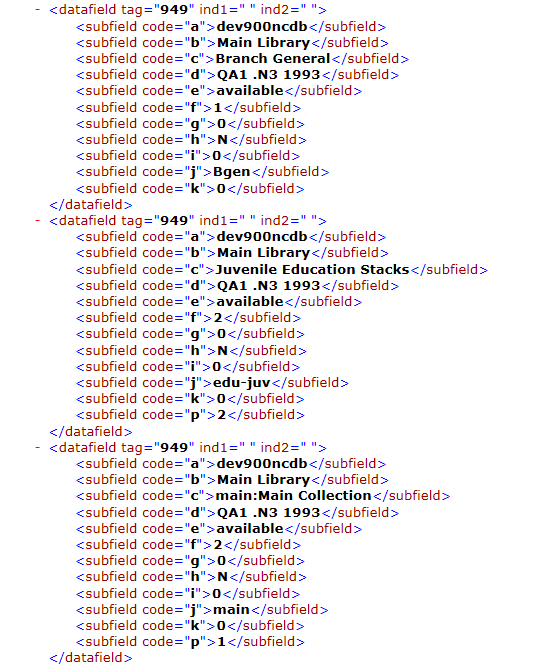 - <datafield tag="949" ind1=" " ind2=" ">
<subfield code="a">dev900ncdb</subfield>
<subfield code="b">Main Library</subfield>
<subfield code="c">Branch General</subfield>
<subfield code="d">QA1 .N3 1993</subfield>
<subfield code="e">available</subfield>
<subfield code="f">1</subfield>
<subfield code="g">0</subfield>
<subfield code="h">N</subfield>
<subfield code="i">0</subfield>
<subfield code="j">Bgen</subfield>
<subfield code="k">0</subfield>
</datafield>
- <datafield tag="949" ind1=" " ind2=" ">
<subfield code="a">dev900ncdb</subfield>
<subfield code="b">Main Library</subfield>
<subfield code="c">Juvenile Education Stacks</subfield>
<subfield code="d">QA1 .N3 1993</subfield>
<subfield code="e">available</subfield>
<subfield code="f">2</subfield>
<subfield code="g">0</subfield>
<subfield code="h">N</subfield>
<subfield code="i">0</subfield>
<subfield code="j">edu-juv</subfield>
<subfield code="k">0</subfield>
<subfield code="p">2</subfield>
</datafield>
- <datafield tag="949" ind1=" " ind2=" ">
<subfield code="a">dev900ncdb</subfield>
<subfield code="b">Main Library</subfield>
<subfield code="c">main:Main Collection</subfield>
<subfield code="d">QA1 .N3 1993</subfield>
<subfield code="e">available</subfield>
<subfield code="f">2</subfield>
<subfield code="g">0</subfield>
<subfield code="h">N</subfield>
<subfield code="i">0</subfield>
<subfield code="j">main</subfield>
<subfield code="k">0</subfield>
<subfield code="p">1</subfield>
</datafield>